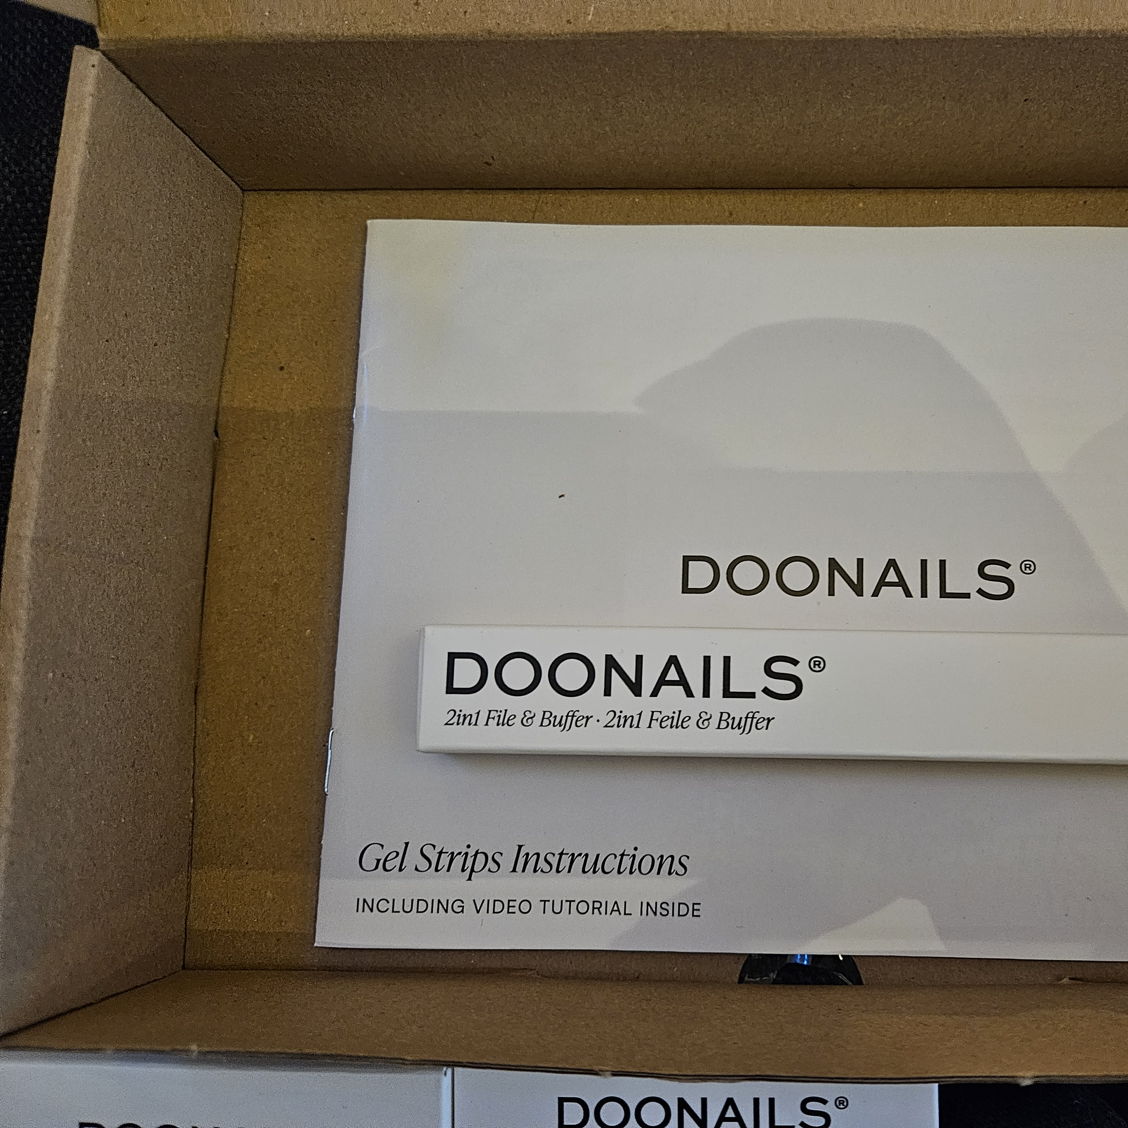 DOONAILS®
DOONAILS®
2in1 File & Buffer · 2in1 Feile & Buffer
Gel Strips Instructions
INCLUDING VIDEO TUTORIAL INSIDE
DOONAILS®